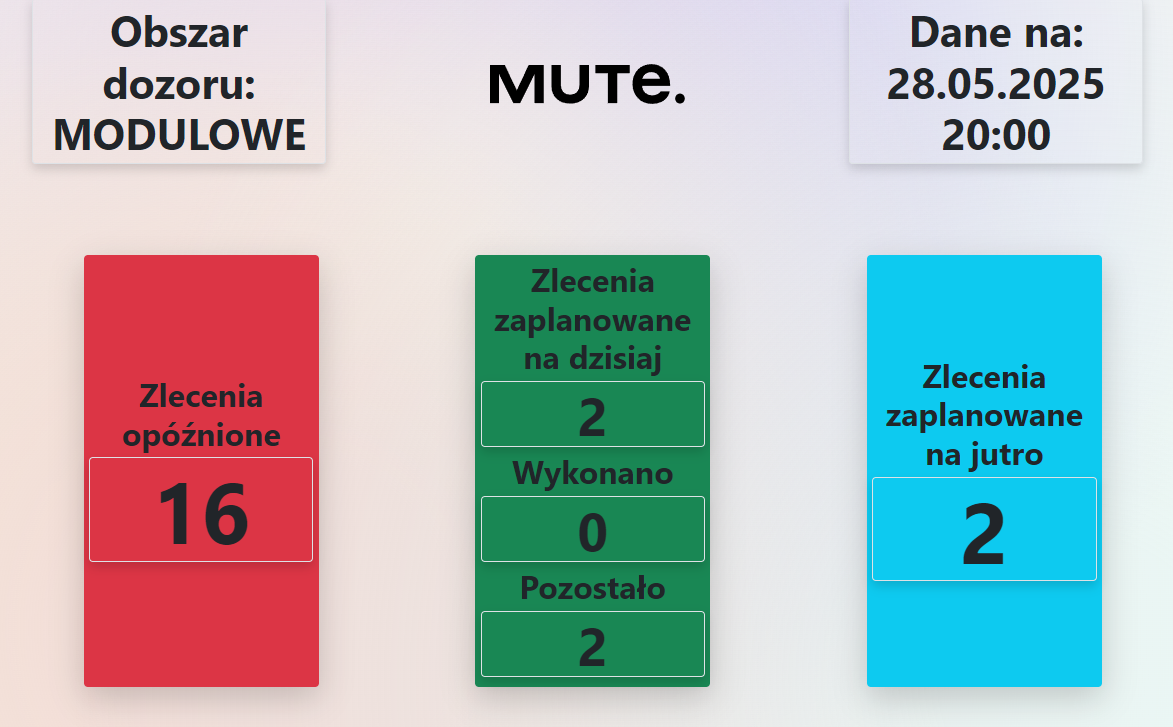 Obszar
dozoru:
MODULOWE
MUTe.
Dane na:
28.05.2025
20:00
Zlecenia
opóźnione
16
Zlecenia
zaplanowane
na dzisiaj
2
Wykonano
0
Pozostało
2
Zlecenia
zaplanowane
na jutro
2